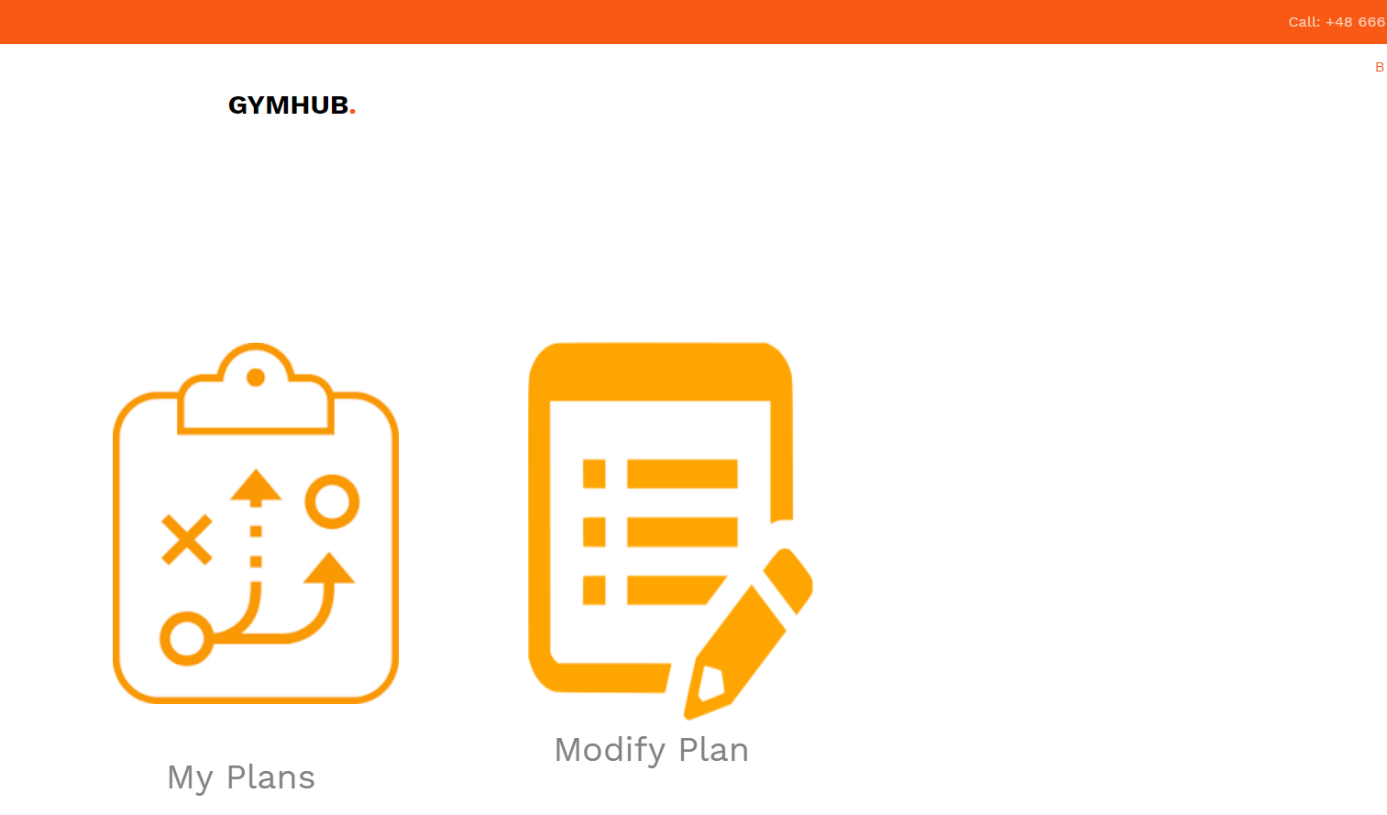 Call: +48 666
B
GYMHUB.
Modify Plan
My Plans